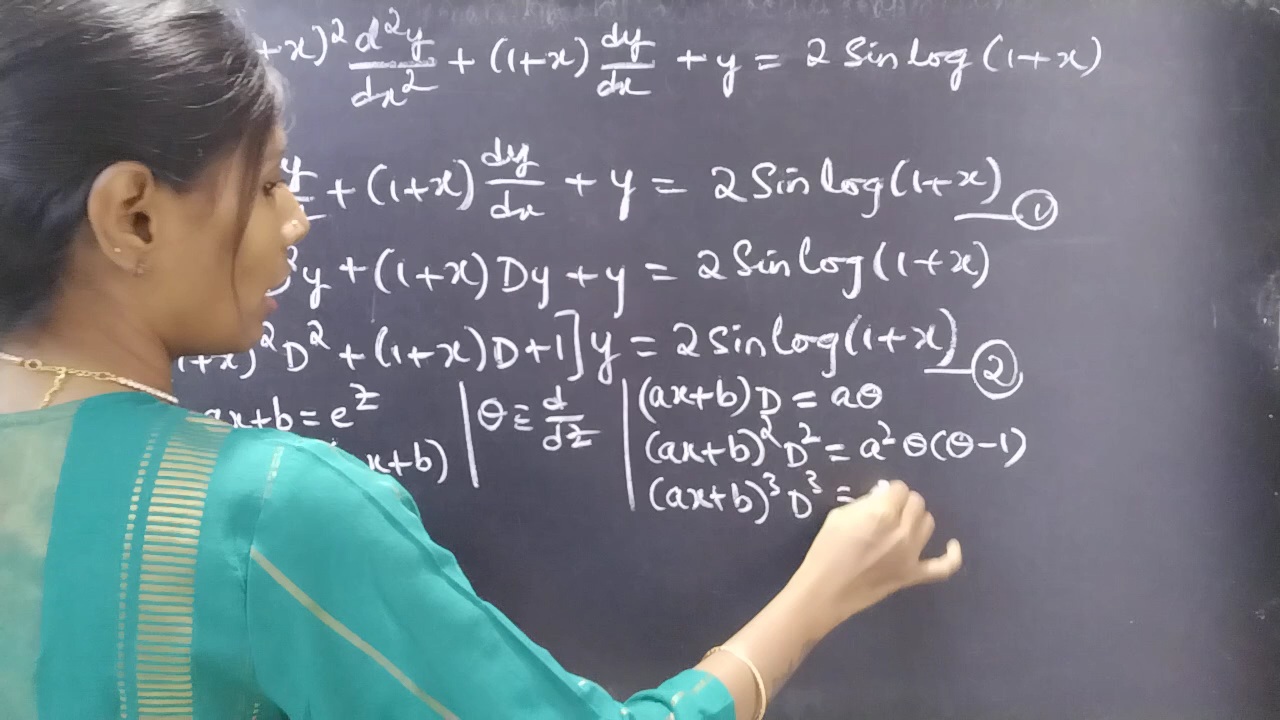 +x)² d²y/dx² + (1+x) dy/dx + y = 2 Sin log (1+x)
y + (1+x) dy/dx + y = 2 Sin log (1+x) — ①
²y + (1+x) Dy + y = 2 Sin log (1+x)
+x)² D² + (1+x) D + 1] y = 2 Sin log (1+x) — ②
ax+b = e^z | θ ≡ d/dz | (ax+b) D = aθ
x+b) | (ax+b)² D² = a² θ(θ-1)
(ax+b)³ D³ =